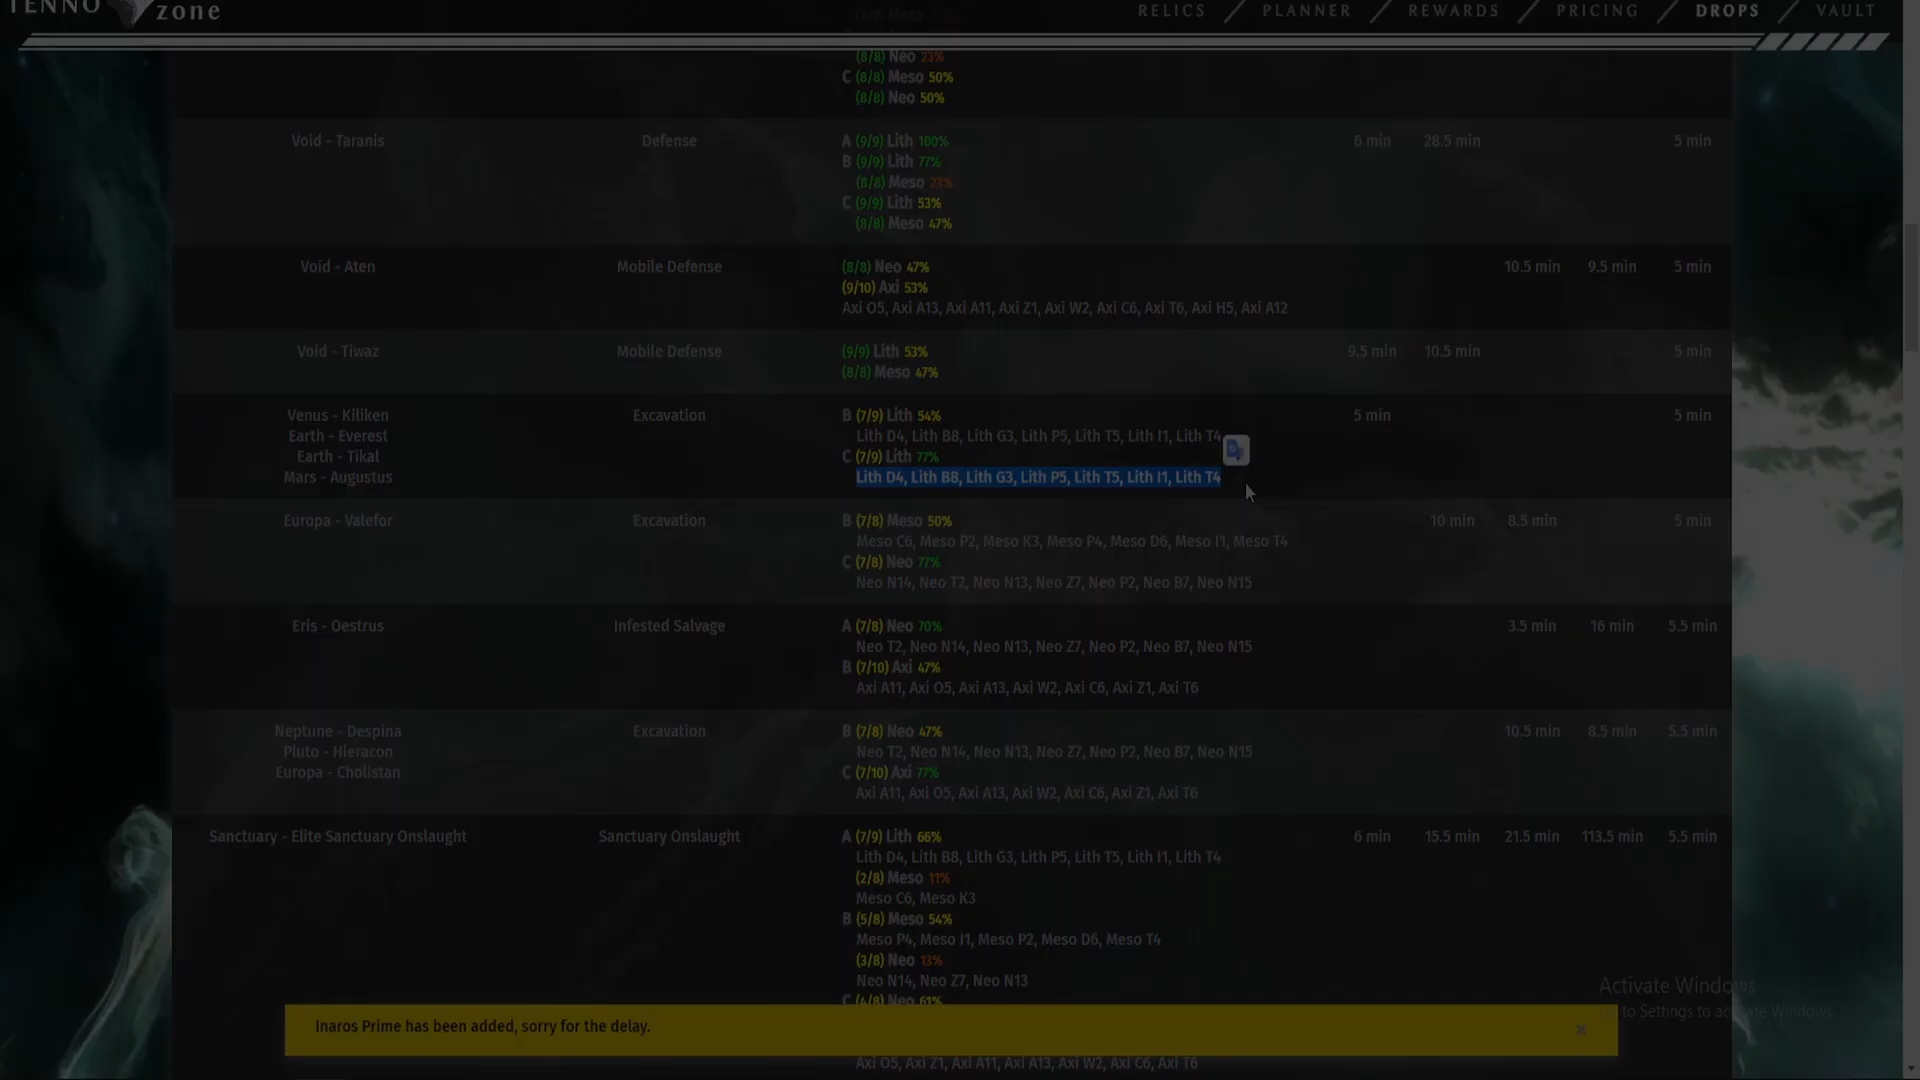 TENNO zone
RELICS PLANNER REWARDS PRICING DROPS VAULT
(8/8) Neo 23%
C (8/8) Meso 50%
(8/8) Neo 50%
Void - Taranis Defense A (9/9) Lith 100% 6 min 28.5 min 5 min
B (9/9) Lith 77%
(8/8) Meso 23%
C (9/9) Lith 53%
(8/8) Meso 47%
Void - Aten Mobile Defense (8/8) Neo 47% 10.5 min 9.5 min 5 min
(9/10) Axi 53%
Axi O5, Axi A13, Axi A11, Axi Z1, Axi W2, Axi C6, Axi T6, Axi H5, Axi A12
Void - Tiwaz Mobile Defense (9/9) Lith 53% 9.5 min 10.5 min 5 min
(8/8) Meso 47%
Venus - Kiliken Excavation B (7/9) Lith 54% 5 min 5 min
Earth - Everest Lith D4, Lith B8, Lith G3, Lith P5, Lith T5, Lith I1, Lith T4
Earth - Tikal C (7/9) Lith 77%
Mars - Augustus Lith D4, Lith B8, Lith G3, Lith P5, Lith T5, Lith I1, Lith T4
Europa - Valefor Excavation B (7/8) Meso 50% 10 min 8.5 min 5 min
Meso C6, Meso P2, Meso K3, Meso P4, Meso D6, Meso I1, Meso T4
C (7/8) Neo 77%
Neo N14, Neo T2, Neo N13, Neo Z7, Neo P2, Neo B7, Neo N15
Eris - Oestrus Infested Salvage A (7/8) Neo 70% 3.5 min 16 min 5.5 min
Neo T2, Neo N14, Neo N13, Neo Z7, Neo P2, Neo B7, Neo N15
B (7/10) Axi 47%
Axi A11, Axi O5, Axi A13, Axi W2, Axi C6, Axi Z1, Axi T6
Neptune - Despina Excavation B (7/8) Neo 47% 10.5 min 8.5 min 5.5 min
Pluto - Hieracon Neo T2, Neo N14, Neo N13, Neo Z7, Neo P2, Neo B7, Neo N15
Europa - Cholistan C (7/10) Axi 77%
Axi A11, Axi O5, Axi A13, Axi W2, Axi C6, Axi Z1, Axi T6
Sanctuary - Elite Sanctuary Onslaught Sanctuary Onslaught A (7/9) Lith 66% 6 min 15.5 min 21.5 min 113.5 min 5.5 min
Lith D4, Lith B8, Lith G3, Lith P5, Lith T5, Lith I1, Lith T4
(2/8) Meso 11%
Meso C6, Meso K3
B (5/8) Meso 54%
Meso P4, Meso I1, Meso P2, Meso D6, Meso T4
(3/8) Neo 13%
Neo N14, Neo Z7, Neo N13
Activate Windows
C (4/8) Neo 61%
to Settings to activate Windows.
Inaros Prime has been added, sorry for the delay. ×
Axi O5, Axi Z1, Axi A11, Axi A13, Axi W2, Axi C6, Axi T6